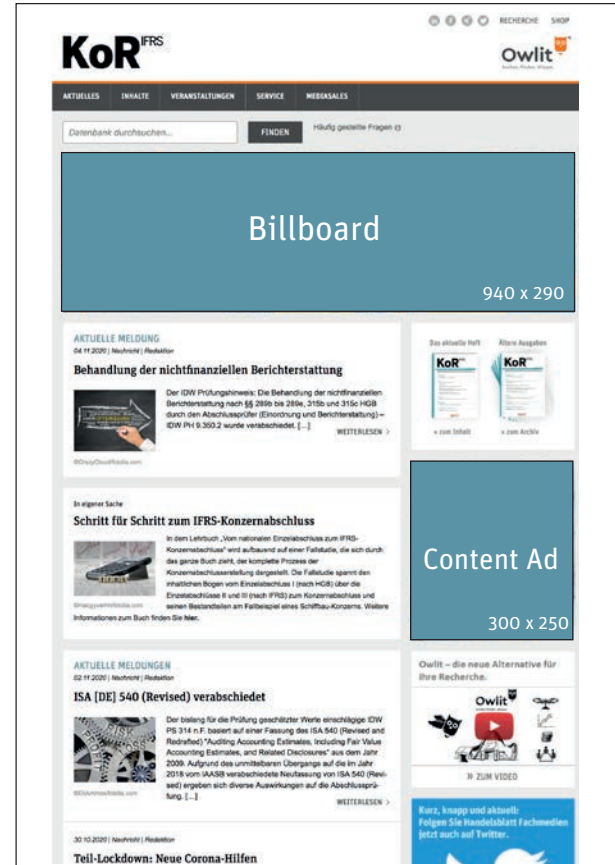 RECHERCHE SHOP
KoR IFRS
Owlit
AKTUELLES INHALTE VERANSTALTUNGEN SERVICE MEDIASALES
Datenbank durchsuchen...
FINDEN
Häufig gestellte Fragen
Billboard
940 x 290
AKTUELLE MELDUNG
04.11.2020 | Nachricht | Redaktion
Behandlung der nichtfinanziellen Berichterstattung
Der IDW Prüfungshinweis: Die Behandlung der nichtfinanziellen
Berichterstattung nach §§ 289b bis 289e, 315b und 315c HGB
durch den Abschlussprüfer (Einordnung und Berichterstattung) –
IDW PH 9.350.2 wurde verabschiedet. [...]
WEITERLESEN >
Das aktuelle Heft
Ältere Ausgaben
KoR
KoR
» zum Inhalt
» zum Archiv
In eigener Sache
Schritt für Schritt zum IFRS-Konzernabschluss
In dem Lehrbuch „Vom nationalen Einzelabschluss zum IFRS-
Konzernabschluss" wird aufbauend auf einer Fallstudie, die sich durch
das ganze Buch zieht, der komplette Prozess der
Konzernabschlusserstellung dargestellt. Die Fallstudie spannt den
inhaltlichen Bogen vom Einzelabschluss I (nach HGB) über die
Einzelabschlüsse II und III (nach IFRS) zum Konzernabschluss und
seinen Bestandteilen am Fallbeispiel eines Schiffbau-Konzerns. Weitere
Informationen zum Buch finden Sie hier.
Content Ad
300 x 250
AKTUELLE MELDUNGEN
02.11.2020 | Nachricht | Redaktion
ISA [DE] 540 (Revised) verabschiedet
Der bislang für die Prüfung geschätzter Werte einschlägige IDW
PS 314 n.F. basiert auf einer Fassung des ISA 540 (Revised and
Redrafted) "Auditing Accounting Estimates, Including Fair Value
Accounting Estimates, and Related Disclosures" aus dem Jahr
2009. Aufgrund des unmittelbaren Übergangs auf die im Jahr
2018 vom IAASB verabschiedete Neufassung von ISA 540 (Revi-
sed) ergeben sich diverse Auswirkungen auf die Abschlussprü-
fung. [...]
WEITERLESEN >
RISK
PROFIT
LOSS
Owlit – die neue Alternative für
Ihre Recherche.
Owlit
» ZUM VIDEO
Kurz, knapp und aktuell:
Folgen Sie Handelsblatt Fachmedien
jetzt auch auf Twitter.
30.10.2020 | Nachricht | Redaktion
Teil-Lockdown: Neue Corona-Hilfen